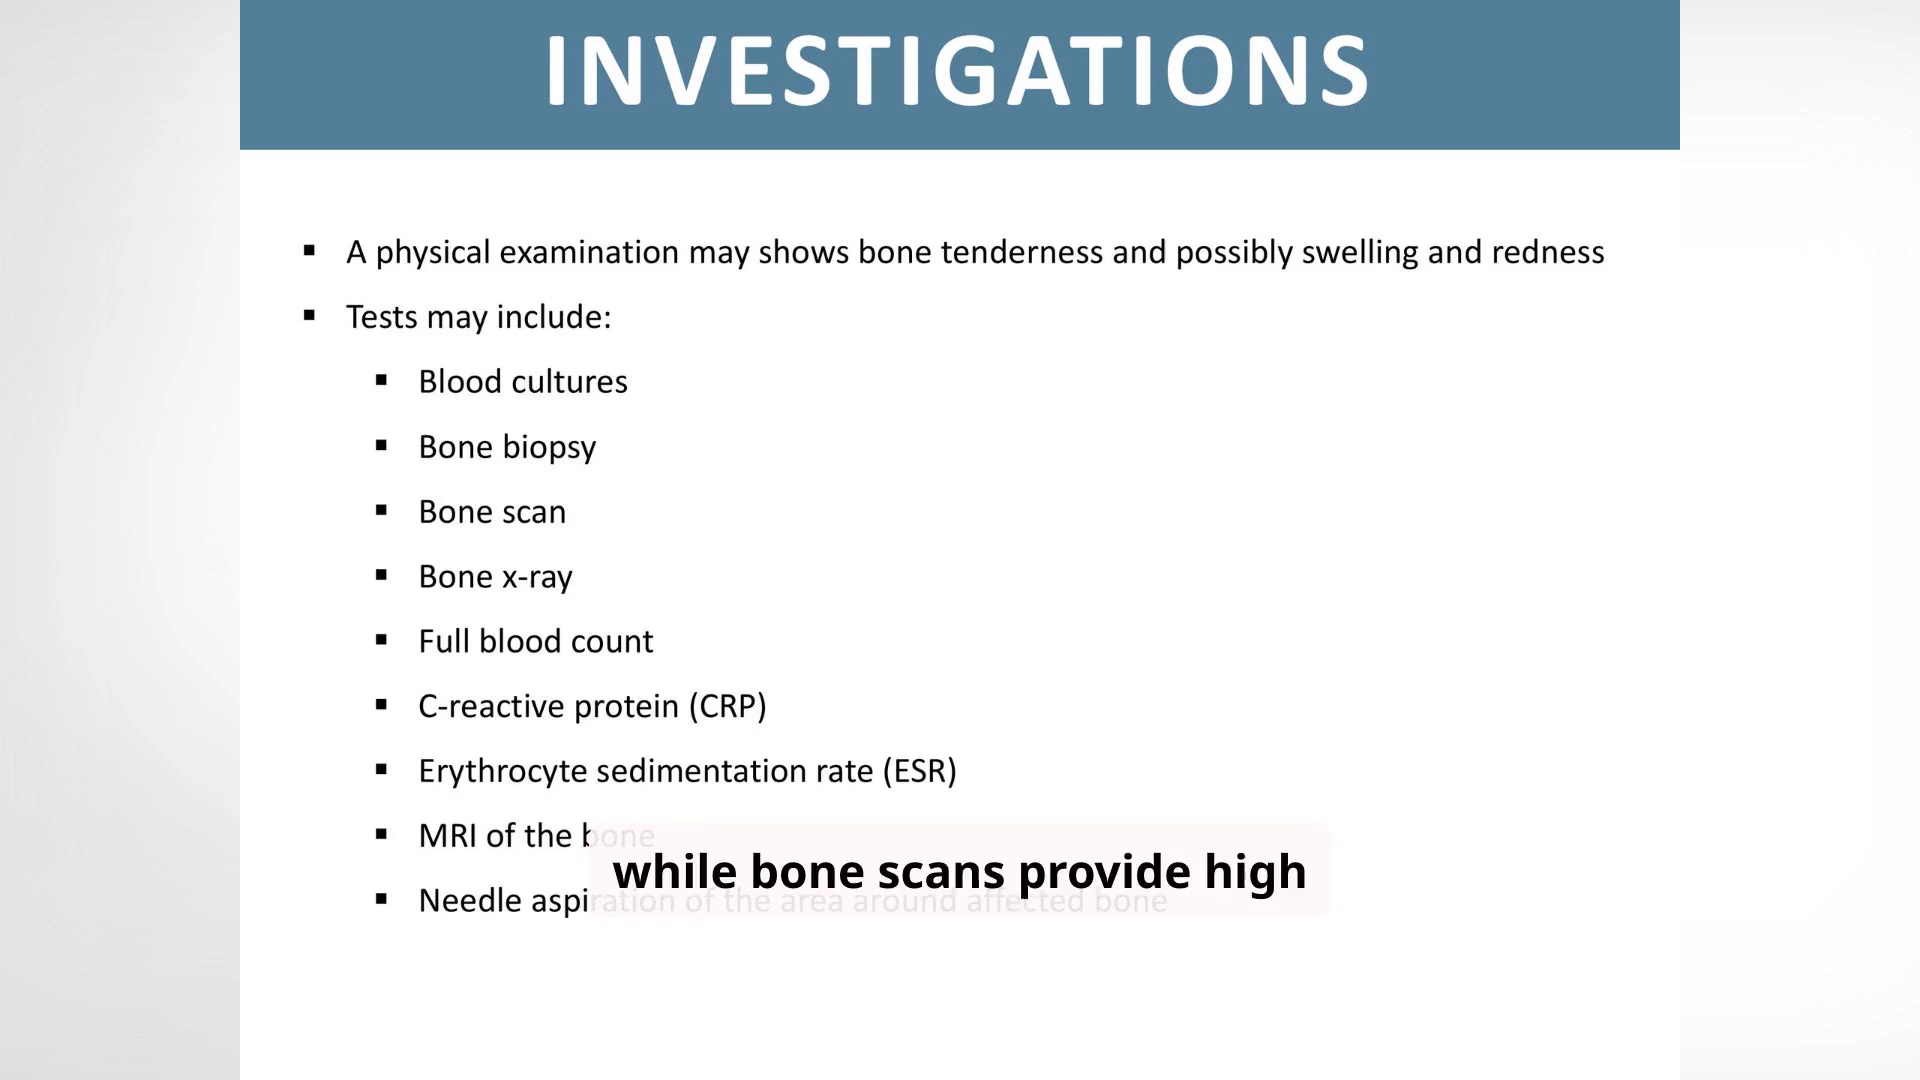 INVESTIGATIONS
▪ A physical examination may shows bone tenderness and possibly swelling and redness
▪ Tests may include:
▪ Blood cultures
▪ Bone biopsy
▪ Bone scan
▪ Bone x-ray
▪ Full blood count
▪ C-reactive protein (CRP)
▪ Erythrocyte sedimentation rate (ESR)
▪ MRI of the bone
while bone scans provide high
▪ Needle aspiration of the area around affected bone